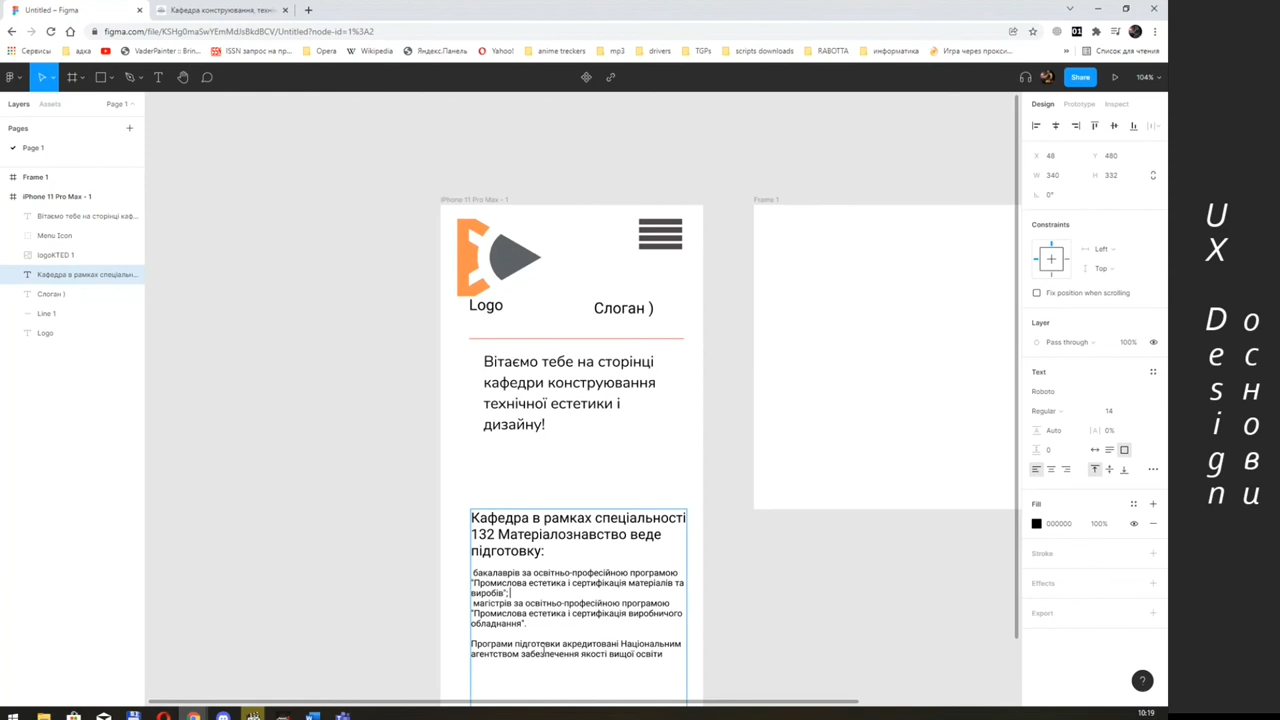 Untitled – Figma
Кафедра конструювання, техні
figma.com/file/KSHg0maSwYEmMdJsBkdBCV/Untitled?node-id=1%3A2
Сервисы
адка
VaderPainter :: Brin...
ISSN запрос на пр...
Opera
Wikipedia
Яндекс.Панель
Yahoo!
anime treckers
mp3
drivers
TGPs
scripts downloads
RABOTTA
информатика
Игра через прокси...
»
Список для чтения
Share
104%
Layers
Assets
Page 1
Pages
Page 1
Frame 1
iPhone 11 Pro Max - 1
Вітаємо тебе на сторінці каф...
Menu Icon
logoKTED 1
Кафедра в рамках спеціальн...
Слоган )
Line 1
Logo
iPhone 11 Pro Max - 1
Frame 1
Logo
Слоган )
Вітаємо тебе на сторінці
кафедри конструювання
технічної естетики і
дизайну!
Кафедра в рамках спеціальності
132 Матеріалознавство веде
підготовку:
бакалаврів за освітньо-професійною програмою
"Промислова естетика і сертифікація матеріалів та
виробів";
магістрів за освітньо-професійною програмою
"Промислова естетика і сертифікація виробничого
обладнання".
Програми підготовки акредитовані Національним
агентством забезпечення якості вищої освіти
Design
Prototype
Inspect
X 48
Y 480
W 340
H 332
0°
Constraints
Left
Top
Fix position when scrolling
Layer
Pass through
100%
Text
Roboto
Regular
14
Auto
0%
0
Fill
000000
100%
Stroke
Effects
Export
?
10:19
UX Design
основи